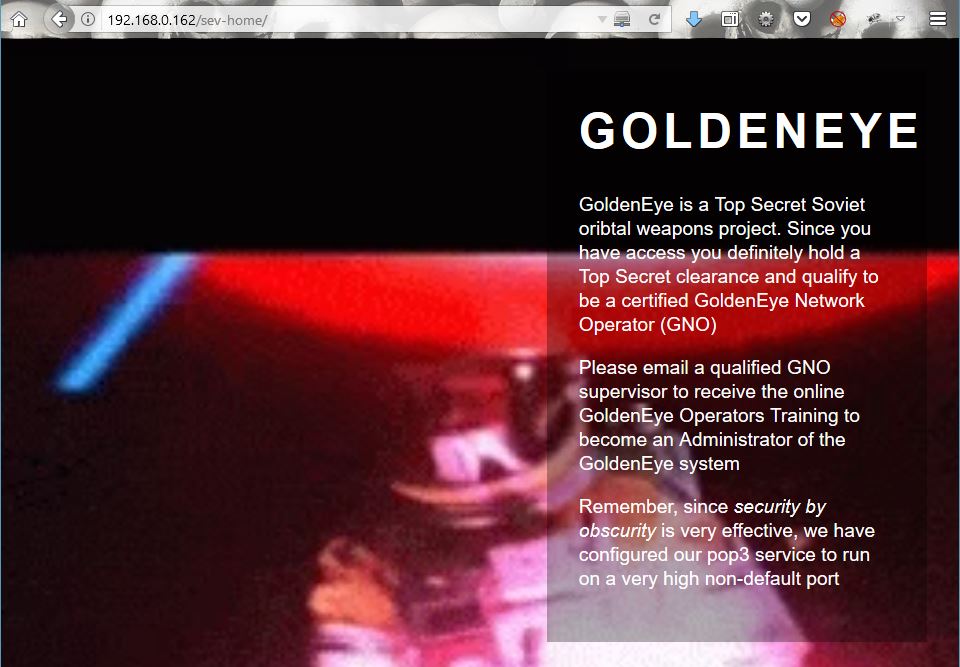 192.168.0.162/sev-home/
GOLDENEYE
GoldenEye is a Top Secret Soviet
oribtal weapons project. Since you
have access you definitely hold a
Top Secret clearance and qualify to
be a certified GoldenEye Network
Operator (GNO)
Please email a qualified GNO
supervisor to receive the online
GoldenEye Operators Training to
become an Administrator of the
GoldenEye system
Remember, since security by
obscurity is very effective, we have
configured our pop3 service to run
on a very high non-default port